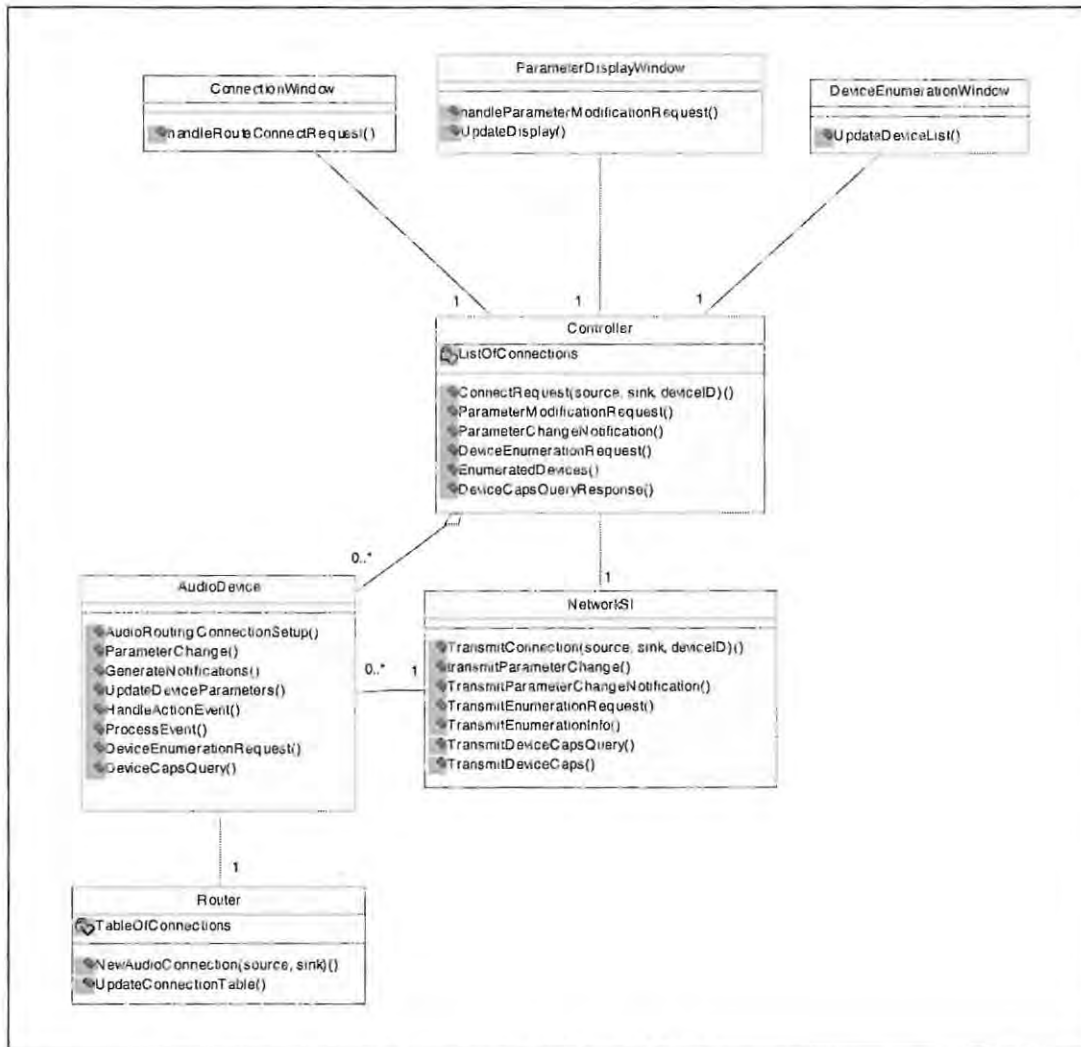 ConnectionWindow
handleRouteConnectRequest()
ParameterDisplayWindow
handleParameterModificationRequest()
UpdateDisplay()
DeviceEnumerationWindow
UpdateDeviceList()
1
1
1
Controller
ListOfConnections
ConnectRequest(source, sink, deviceID)()
ParameterModificationRequest()
ParameterChangeNotification()
DeviceEnumerationRequest()
EnumeratedDevices()
DeviceCapsQueryResponse()
0..*
1
AudioDevice
AudioRoutingConnectionSetup()
ParameterChange()
GenerateNotifications()
UpdateDeviceParameters()
HandleActionEvent()
ProcessEvent()
DeviceEnumerationRequest()
DeviceCapsQuery()
0..*
1
NetworkSI
TransmitConnection(source, sink, deviceID)()
transmitParameterChange()
TransmitParameterChangeNotification()
TransmitEnumerationRequest()
TransmitEnumerationInfo()
TransmitDeviceCapsQuery()
TransmitDeviceCaps()
1
Router
TableOfConnections
NewAudioConnection(source, sink)()
UpdateConnectionTable()